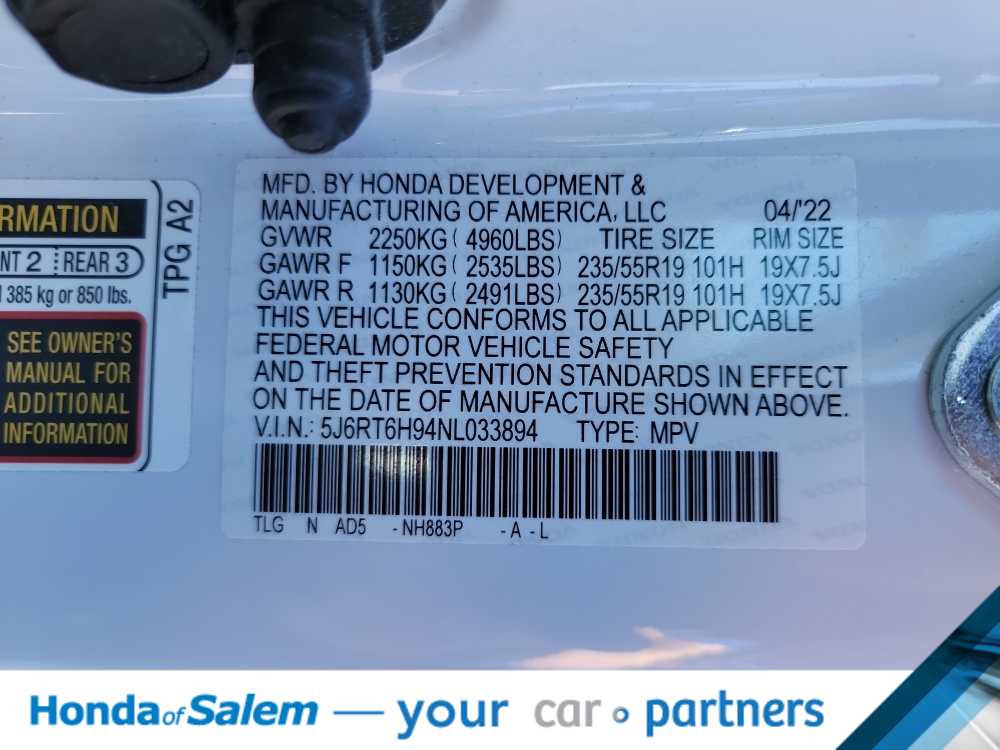 RMATION
NT 2 REAR 3
385 kg or 850 lbs.
SEE OWNER'S
MANUAL FOR
ADDITIONAL
INFORMATION
TPG A2
MFD. BY HONDA DEVELOPMENT &
MANUFACTURING OF AMERICA, LLC 04/'22
GVWR 2250KG ( 4960LBS) TIRE SIZE RIM SIZE
GAWR F 1150KG ( 2535LBS) 235/55R19 101H 19X7.5J
GAWR R 1130KG ( 2491LBS) 235/55R19 101H 19X7.5J
THIS VEHICLE CONFORMS TO ALL APPLICABLE
FEDERAL MOTOR VEHICLE SAFETY
AND THEFT PREVENTION STANDARDS IN EFFECT
ON THE DATE OF MANUFACTURE SHOWN ABOVE.
V.I.N.: 5J6RT6H94NL033894 TYPE: MPV
TLG N AD5 - NH883P - A - L
Honda of Salem — your car partners